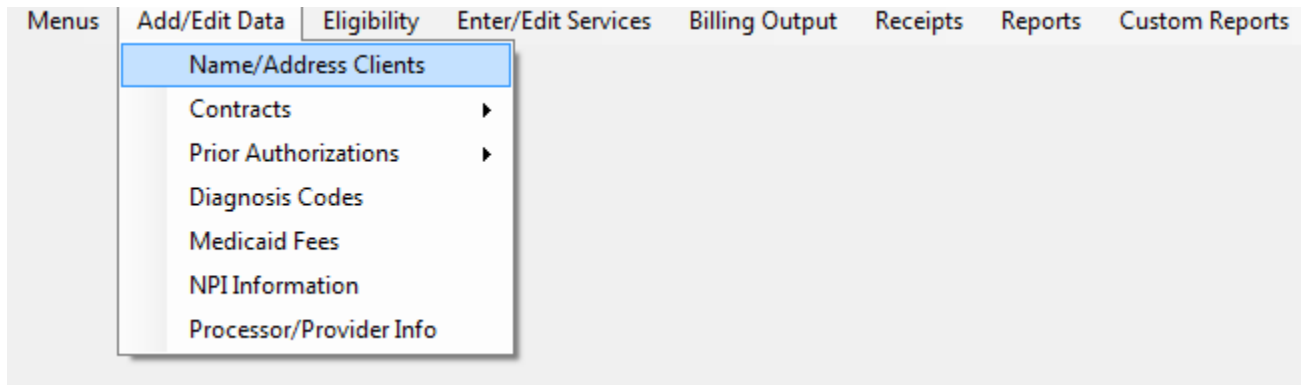 Menus Add/Edit Data Eligibility Enter/Edit Services Billing Output Receipts Reports Custom Reports
Name/Address Clients
Contracts
Prior Authorizations
Diagnosis Codes
Medicaid Fees
NPI Information
Processor/Provider Info